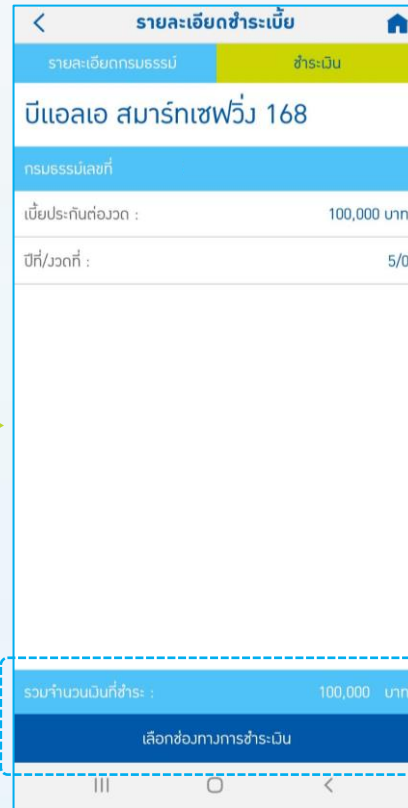 รายละเอียดชำระเบี้ย
รายละเอียดกรมธรรม์ ชำระเงิน
บีแอลเอ สมาร์ทเซฟวิ่ง 168
กรมธรรม์เลขที่
เบี้ยประกันต่องวด : 100,000 บาท
ปีที่/งวดที่ : 5/0
รวมจำนวนเงินที่ชำระ : 100,000 บาท
เลือกช่องทางการชำระเงิน